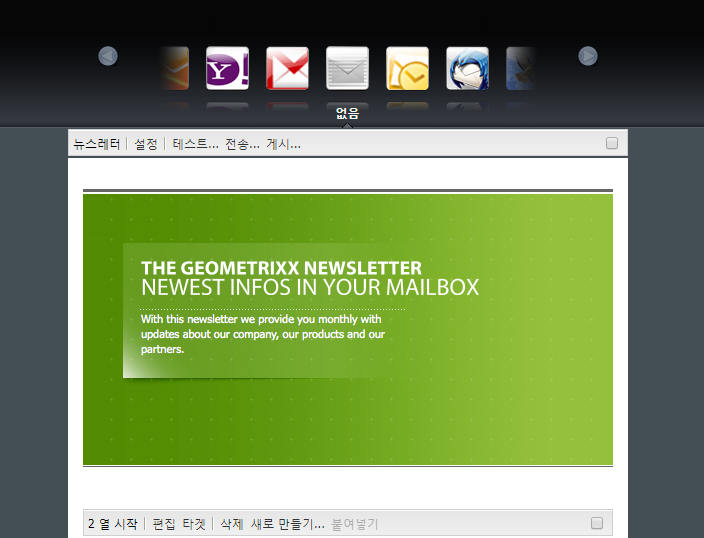 Y!
없음
뉴스레터 설정 테스트... 전송... 게시...
THE GEOMETRIXX NEWSLETTER
NEWEST INFOS IN YOUR MAILBOX
With this newsletter we provide you monthly with
updates about our company, our products and our
partners.
2 열 시작 편집 타겟 삭제 새로 만들기... 붙여넣기